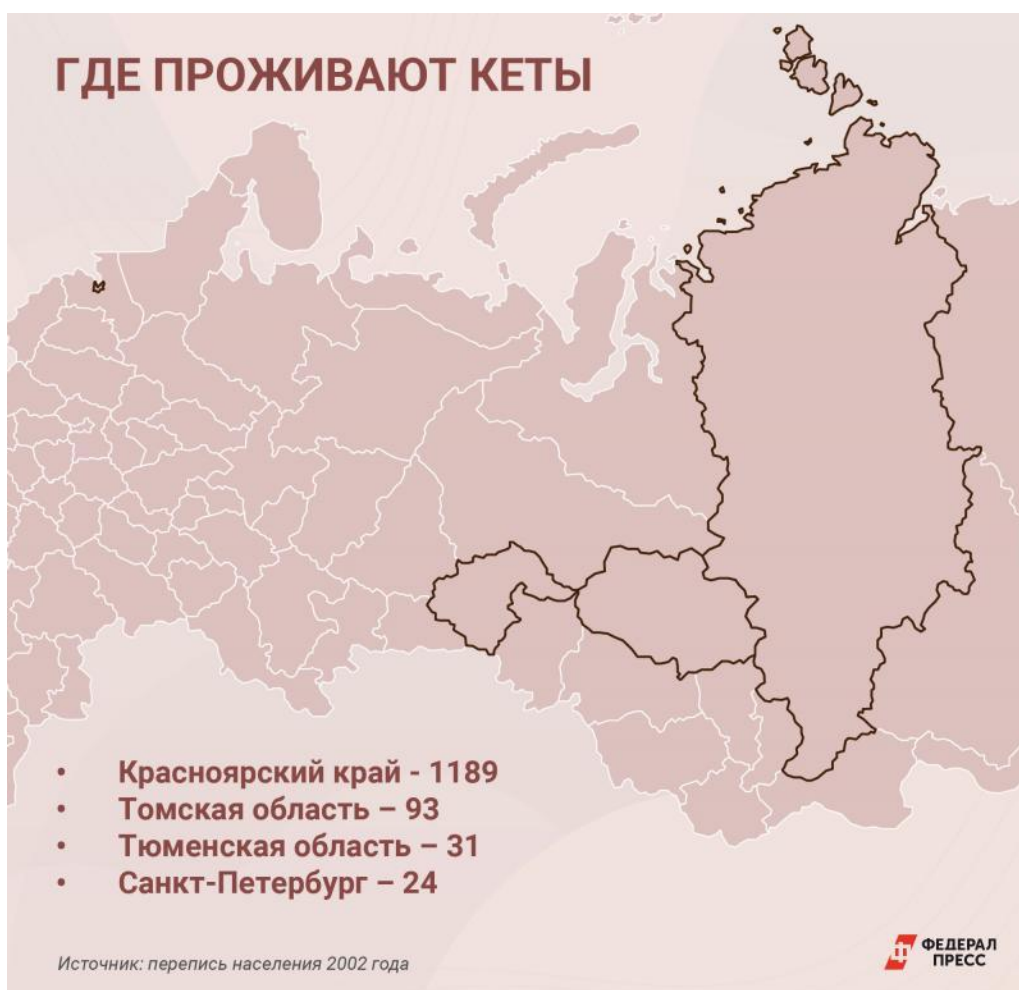 ГДЕ ПРОЖИВАЮТ КЕТЫ
• Красноярский край - 1189
• Томская область – 93
• Тюменская область – 31
• Санкт-Петербург – 24
Источник: перепись населения 2002 года
ФЕДЕРАЛ
ПРЕСС